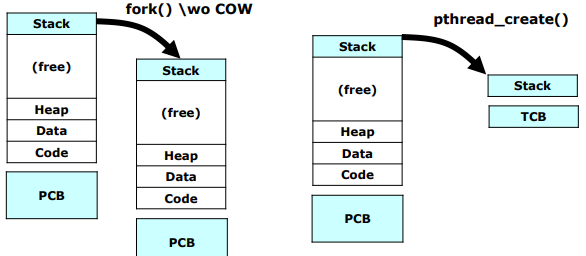 fork() \wo COW
Stack
(free)
Heap
Data
Code
PCB
Stack
(free)
Heap
Data
Code
PCB
pthread_create()
Stack
(free)
Heap
Data
Code
PCB
Stack
TCB